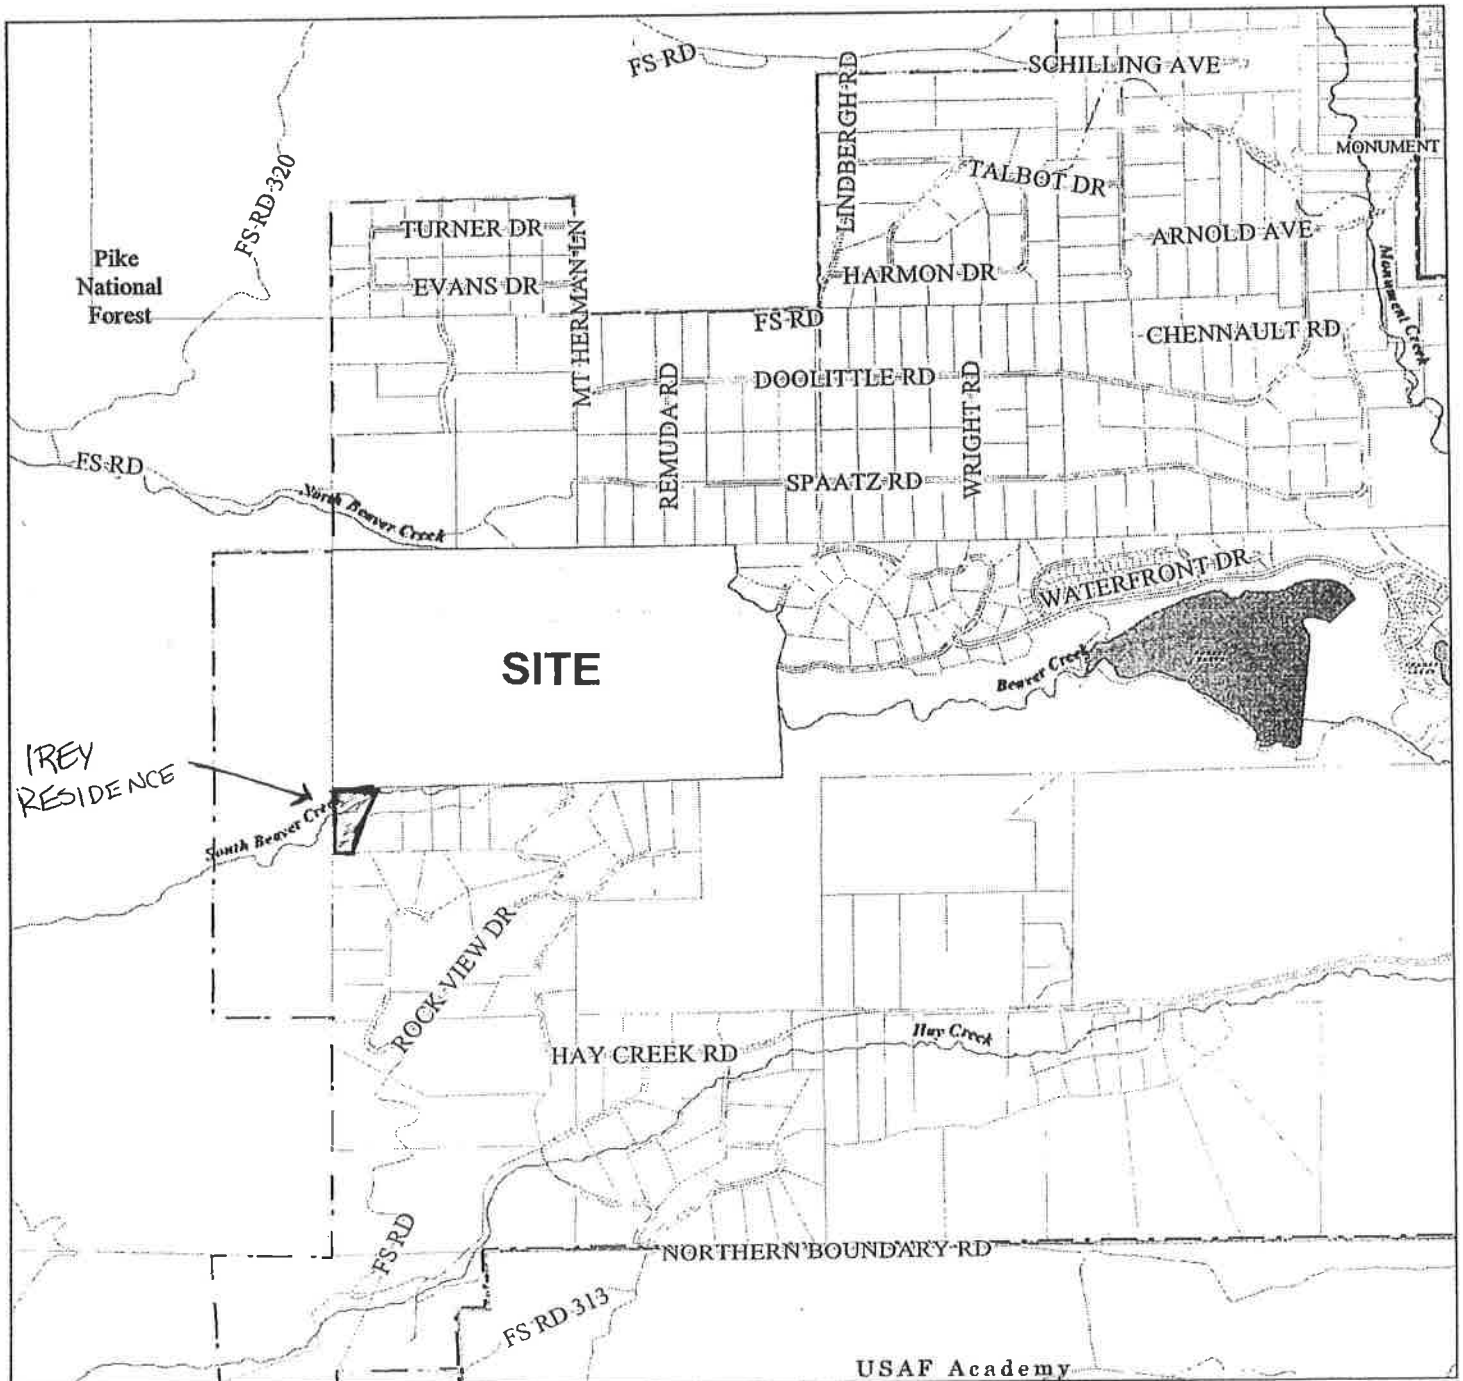 FS RD
SCHILLING AVE
LINDBERGH RD
MONUMENT
FS RD 320
TALBOT DR
TURNER DR
MT HERMAN LN
ARNOLD AVE
Pike
National
Forest
EVANS DR
HARMON DR
Monument Creek
FS RD
CHENNAULT RD
DOOLITTLE RD
REMUDA RD
WRIGHT RD
FS RD
SPAATZ RD
North Beaver Creek
WATERFRONT DR
SITE
Beaver Creek
IREY
RESIDENCE
South Beaver Creek
ROCK VIEW DR
Hay Creek
HAY CREEK RD
FS RD
NORTHERN BOUNDARY RD
FS RD 313
USAF Academy